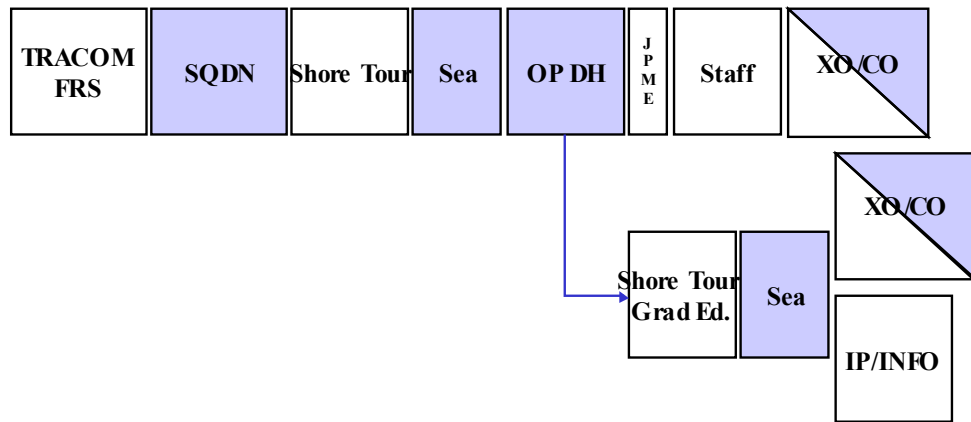 TRACOM
FRS
SQDN
Shore Tour
Sea
OP DH
J
P
M
E
Staff
XO/CO
XO/CO
Shore Tour
Grad Ed.
Sea
IP/INFO